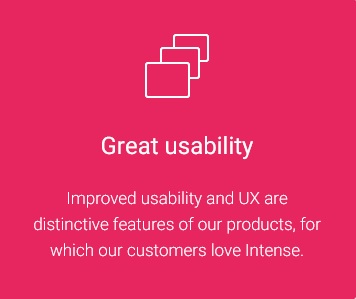 Great usability
Improved usability and UX are
distinctive features of our products, for
which our customers love Intense.